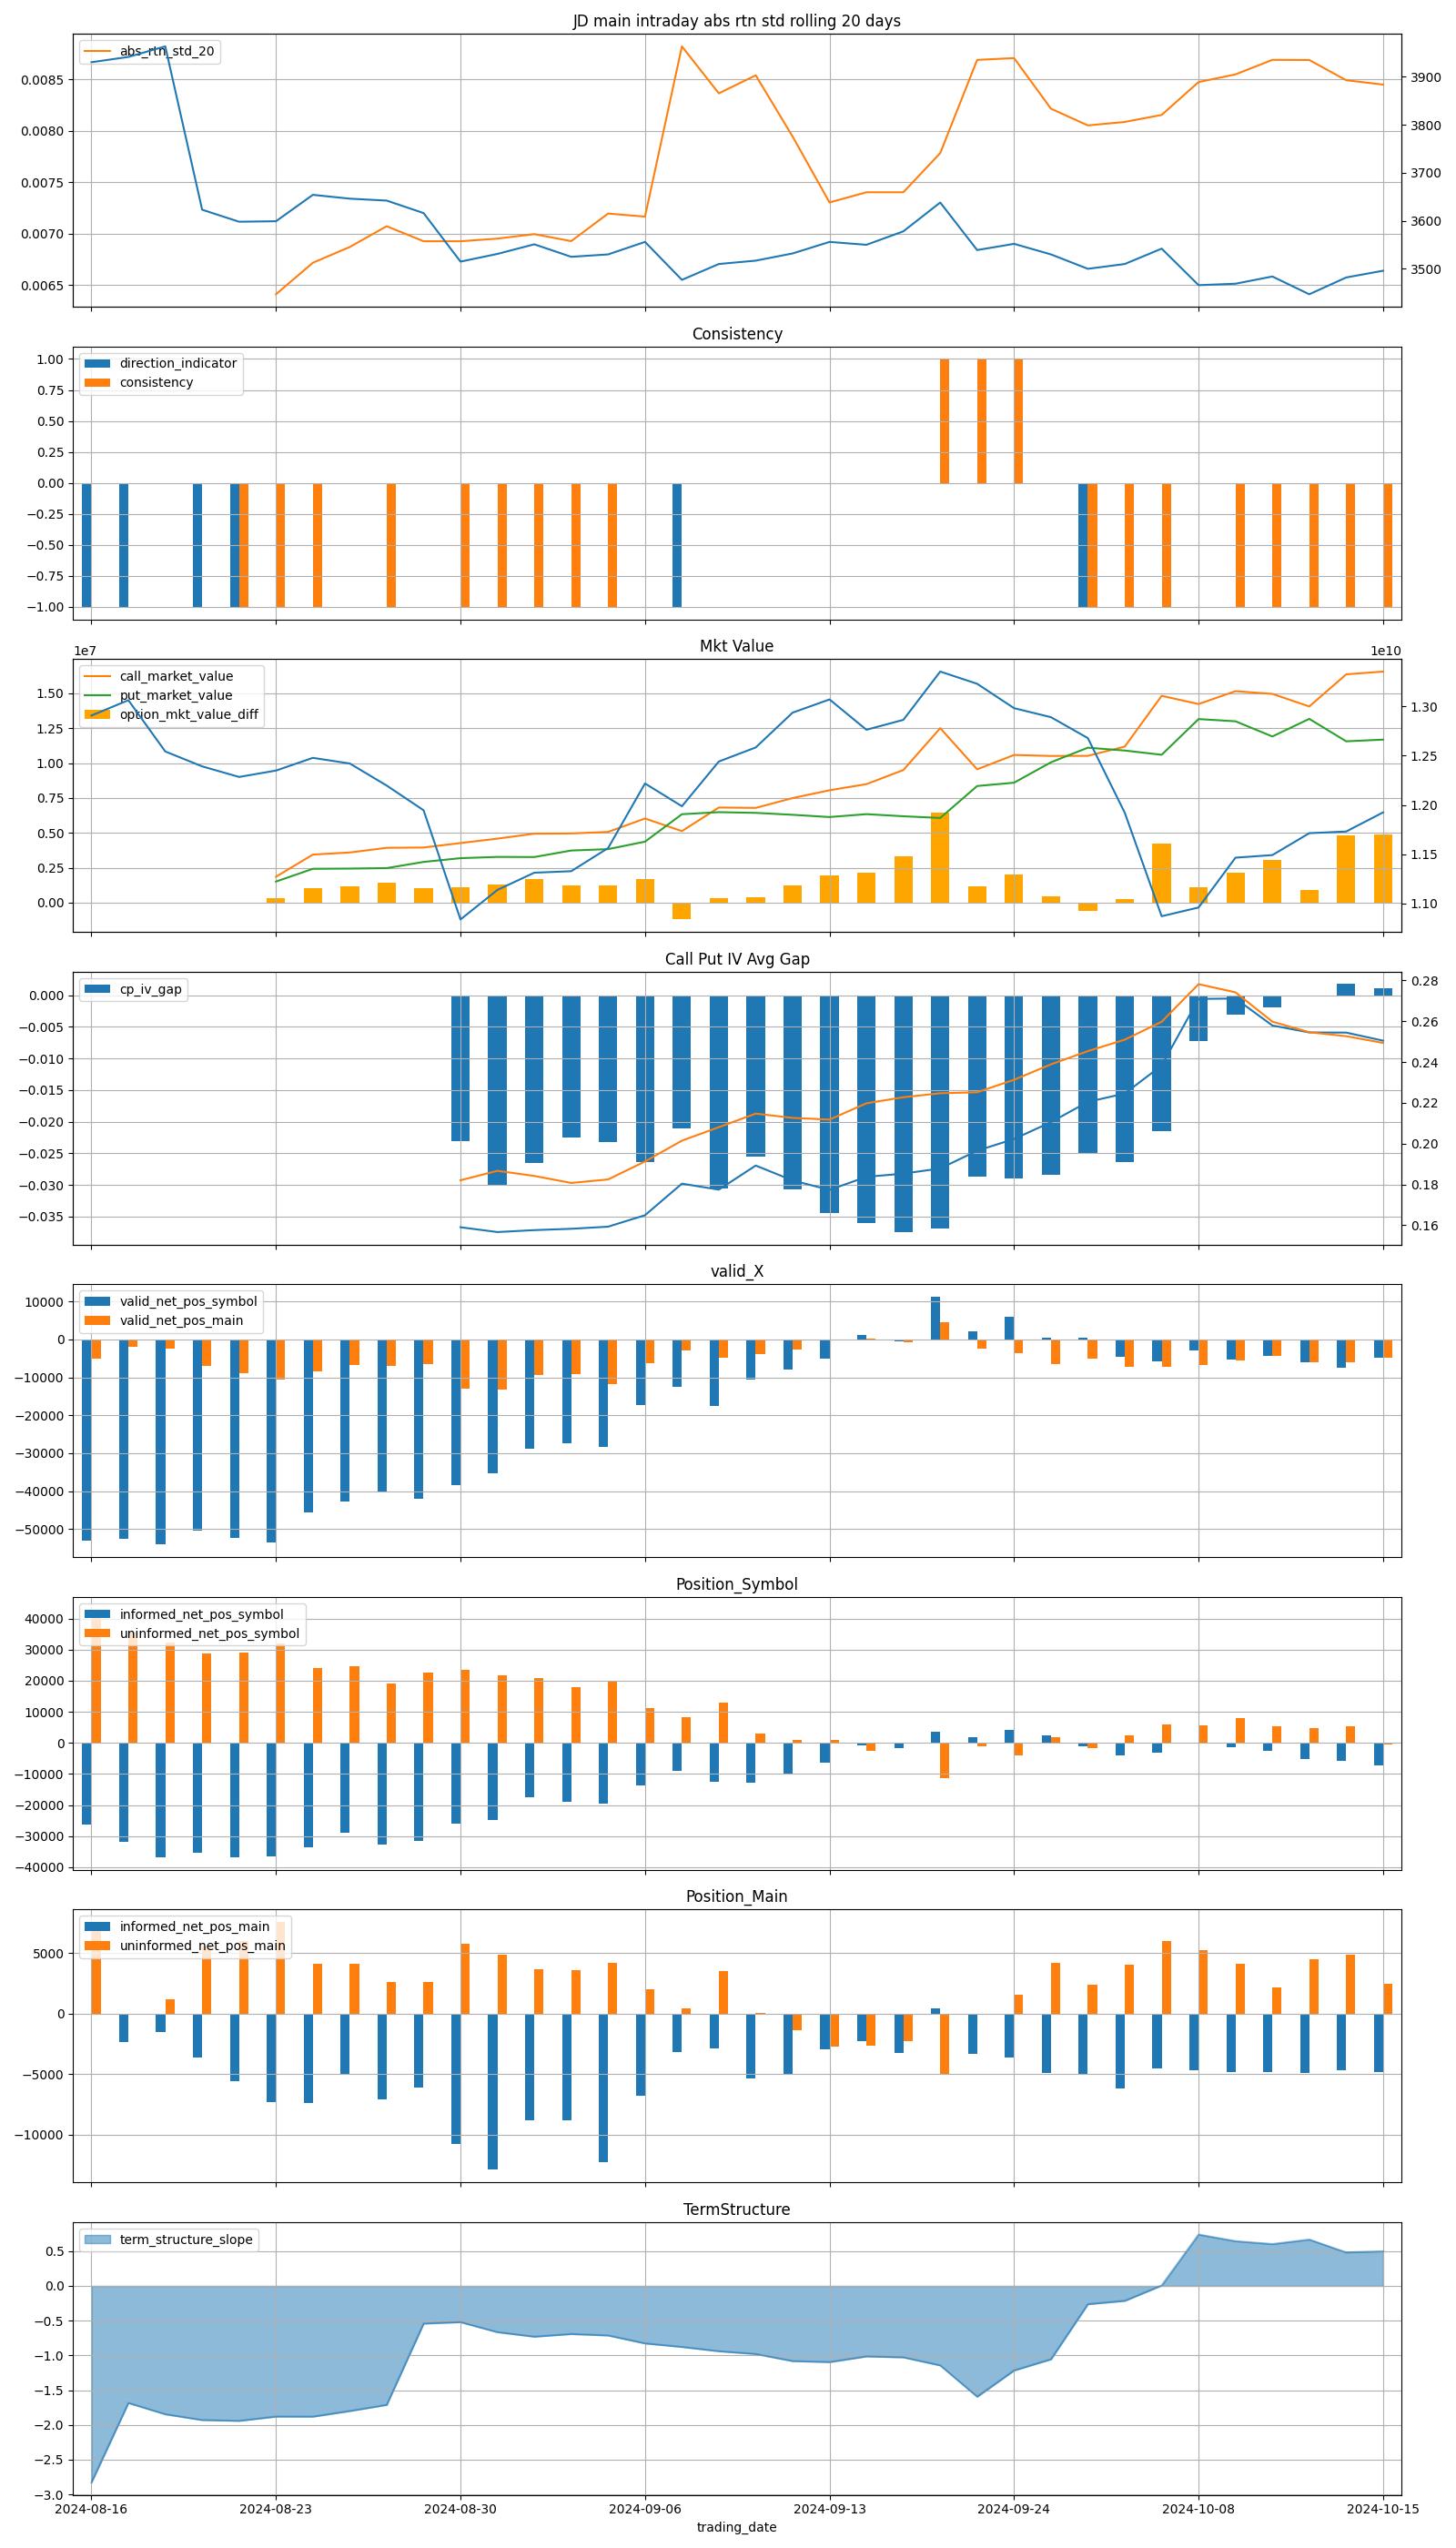 JD main intraday abs rtn std rolling 20 days
abs_rtn_std_20
0.0085
0.0080
0.0075
0.0070
0.0065
3900
3800
3700
3600
3500
Consistency
direction_indicator
consistency
1.00
0.75
0.50
0.25
0.00
−0.25
−0.50
−0.75
−1.00
Mkt Value
1e7
1e10
call_market_value
put_market_value
option_mkt_value_diff
1.50
1.25
1.00
0.75
0.50
0.25
0.00
1.30
1.25
1.20
1.15
1.10
Call Put IV Avg Gap
cp_iv_gap
0.000
−0.005
−0.010
−0.015
−0.020
−0.025
−0.030
−0.035
0.28
0.26
0.24
0.22
0.20
0.18
0.16
valid_X
valid_net_pos_symbol
valid_net_pos_main
10000
0
−10000
−20000
−30000
−40000
−50000
Position_Symbol
informed_net_pos_symbol
uninformed_net_pos_symbol
40000
30000
20000
10000
0
−10000
−20000
−30000
−40000
Position_Main
informed_net_pos_main
uninformed_net_pos_main
5000
0
−5000
−10000
TermStructure
term_structure_slope
0.5
0.0
−0.5
−1.0
−1.5
−2.0
−2.5
−3.0
2024-08-16 2024-08-23 2024-08-30 2024-09-06 2024-09-13 2024-09-24 2024-10-08 2024-10-15
trading_date